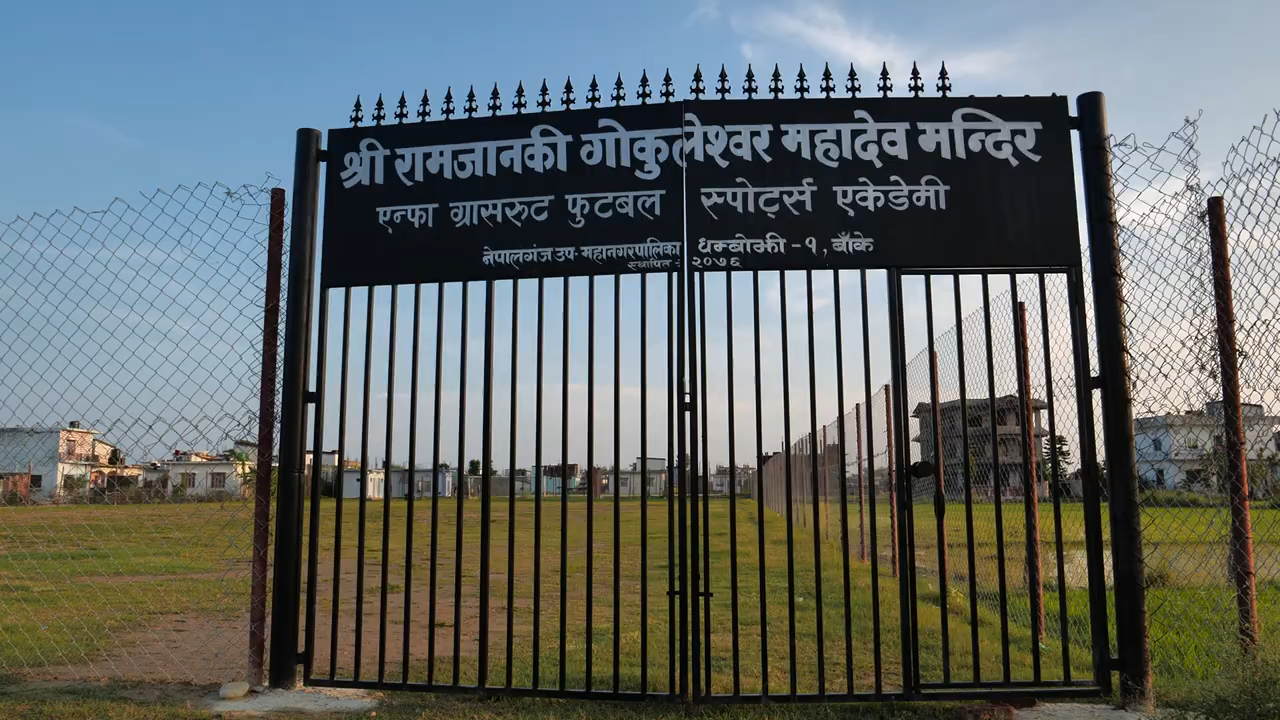 श्री रामजानकी गोकुलेश्वर महादेव मन्दिर
एन्फा ग्रासरुट फुटबल स्पोर्ट्स एकेडेमी
नेपालगंज उप-महानगरपालिका धम्बोझी -१, बाँके
स्थापित - २०७६